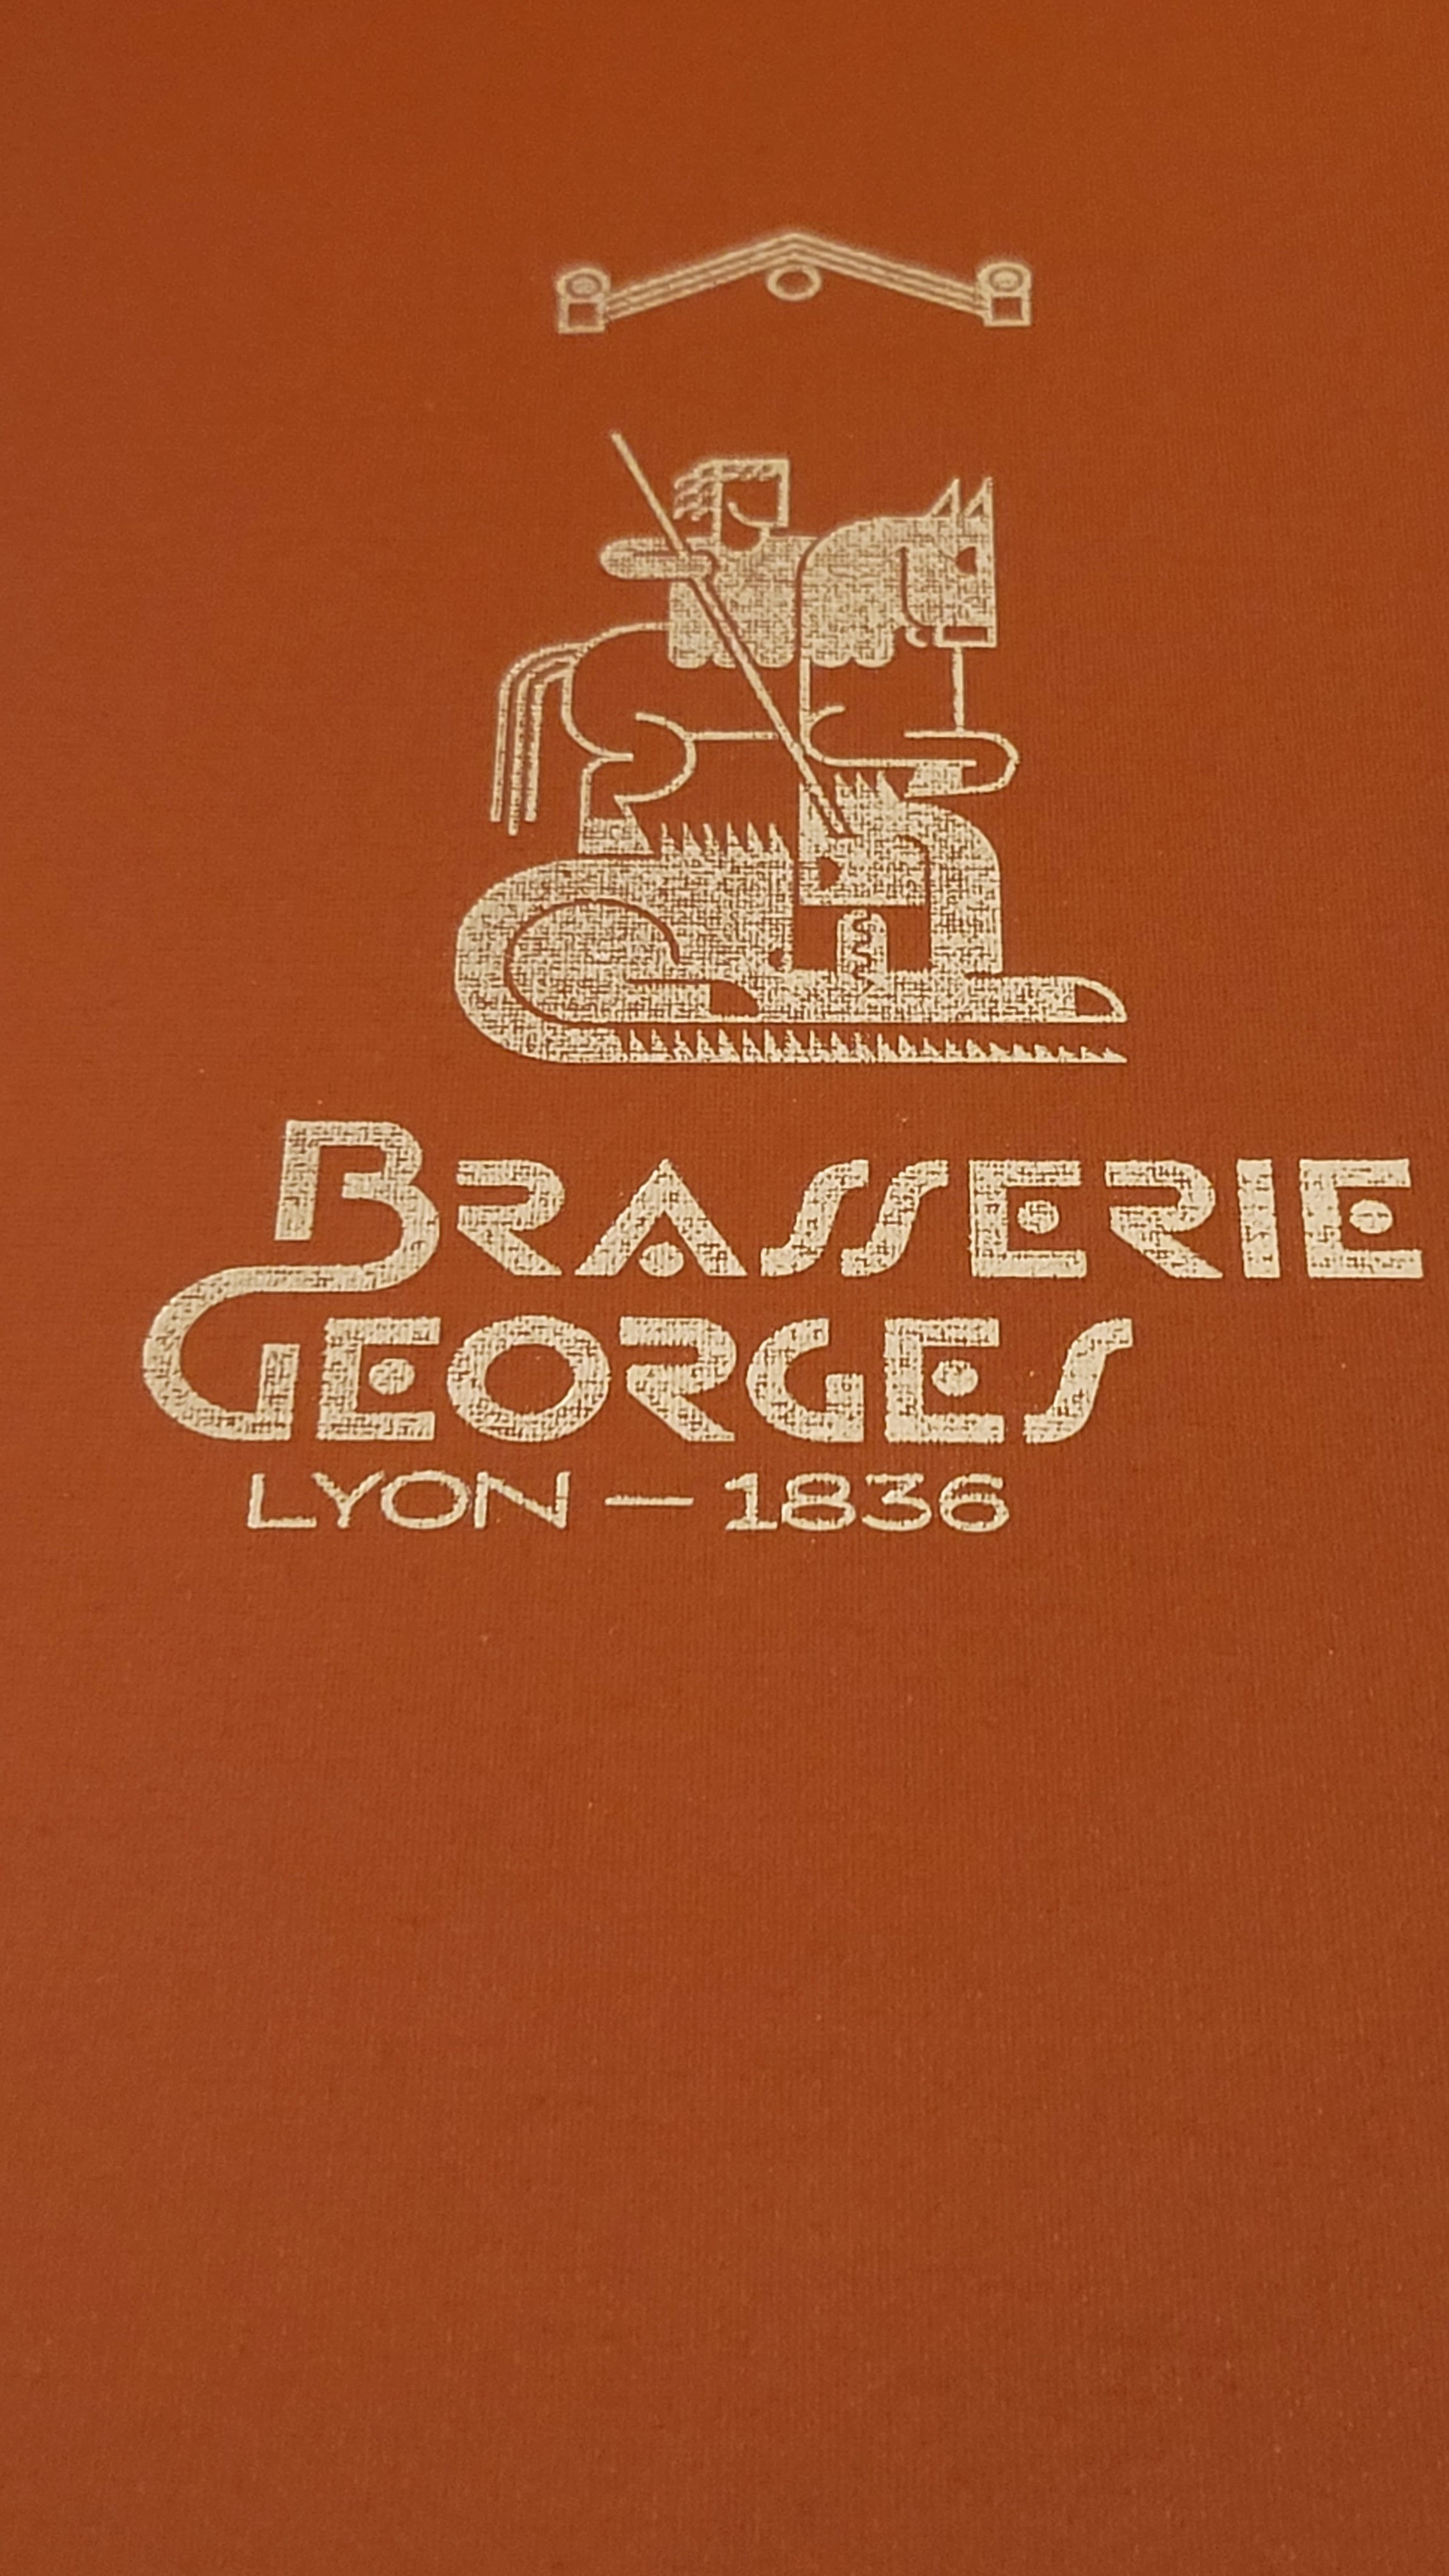 BRASSERIE
GEORGES
LYON — 1836